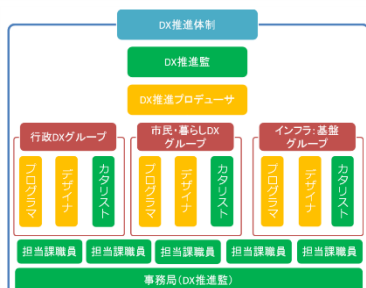 DX推進体制
DX推進監
DX推進プロデューサ
行政DXグループ
市民・暮らしDX
グループ
インフラ:基盤
グループ
プログラマ
デザイナ
カタリスト
プログラマ
デザイナ
カタリスト
プログラマ
デザイナ
カタリスト
担当課職員
担当課職員
担当課職員
担当課職員
担当課職員
事務局(DX推進監)